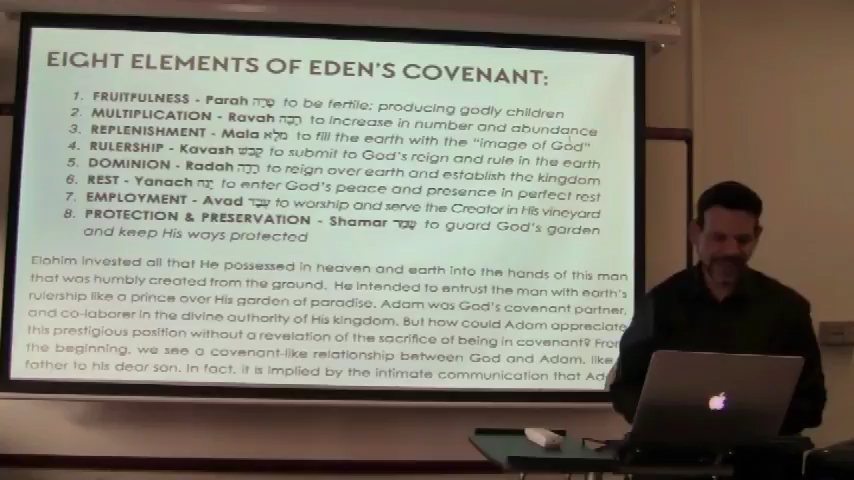 EIGHT ELEMENTS OF EDEN'S COVENANT:
1. FRUITFULNESS - Parah פָּרָה to be fertile; producing godly children
2. MULTIPLICATION - Ravah רָבָה to increase in number and abundance
3. REPLENISHMENT - Mala מָלֵא to fill the earth with the "image of God"
4. RULERSHIP - Kavash כָּבַשׁ to submit to God's reign and rule in the earth
5. DOMINION - Radah רָדָה to reign over earth and establish the kingdom
6. REST - Yanach יָנַח to enter God's peace and presence in perfect rest
7. EMPLOYMENT - Avad עָבַד to worship and serve the Creator in His vineyard
8. PROTECTION & PRESERVATION - Shamar שָׁמַר to guard God's garden
and keep His ways protected
Elohim invested all that He possessed in heaven and earth into the hands of this man
that was humbly created from the ground. He intended to entrust the man with earth's
rulership like a prince over His garden of paradise. Adam was God's covenant partner,
and co-laborer in the divine authority of His kingdom. But how could Adam appreciate
this prestigious position without a revelation of the sacrifice of being in covenant? From
the beginning, we see a covenant-like relationship between God and Adam, like
father to his dear son. In fact, it is implied by the intimate communication that Ad